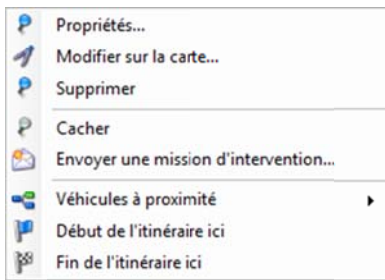 Propriétés...
Modifier sur la carte...
Supprimer
Cacher
Envoyer une mission d'intervention...
Véhicules à proximité
Début de l'itinéraire ici
Fin de l'itinéraire ici